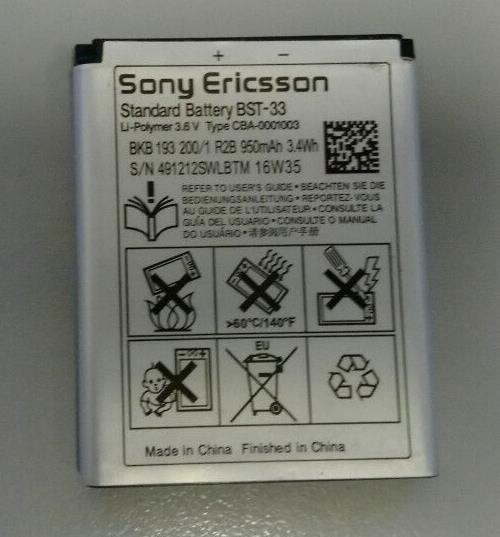 + −
Sony Ericsson
Standard Battery BST-33
Li-Polymer 3.6 V Type CBA-0001003
BKB 193 200/1 R2B 950mAh 3.4Wh
S/N 491212SWLBTM 16W35
REFER TO USER'S GUIDE • BEACHTEN SIE DIE
BEDIENUNGSANLEITUNG • REPORTEZ-VOUS
AU GUIDE DE L'UTILISATEUR • CONSULTE LA
GUÍA DEL USUARIO • CONSULTE O MANUAL
DO USUÁRIO • 请参阅用户手册
>60°C/140°F
EU
Made in China Finished in China